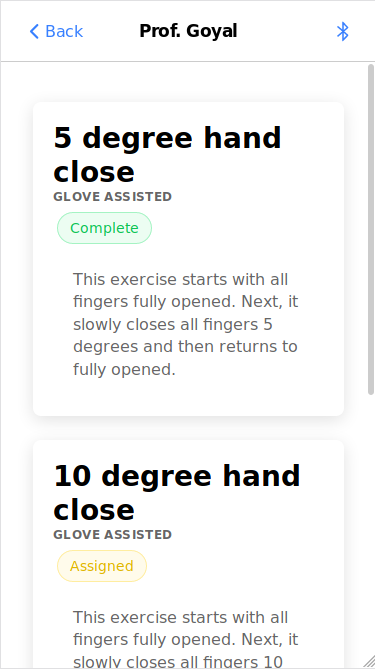 Back
Prof. Goyal
5 degree hand
close
GLOVE ASSISTED
Complete
This exercise starts with all
fingers fully opened. Next, it
slowly closes all fingers 5
degrees and then returns to
fully opened.
10 degree hand
close
GLOVE ASSISTED
Assigned
This exercise starts with all
fingers fully opened. Next, it
slowly closes all fingers 10